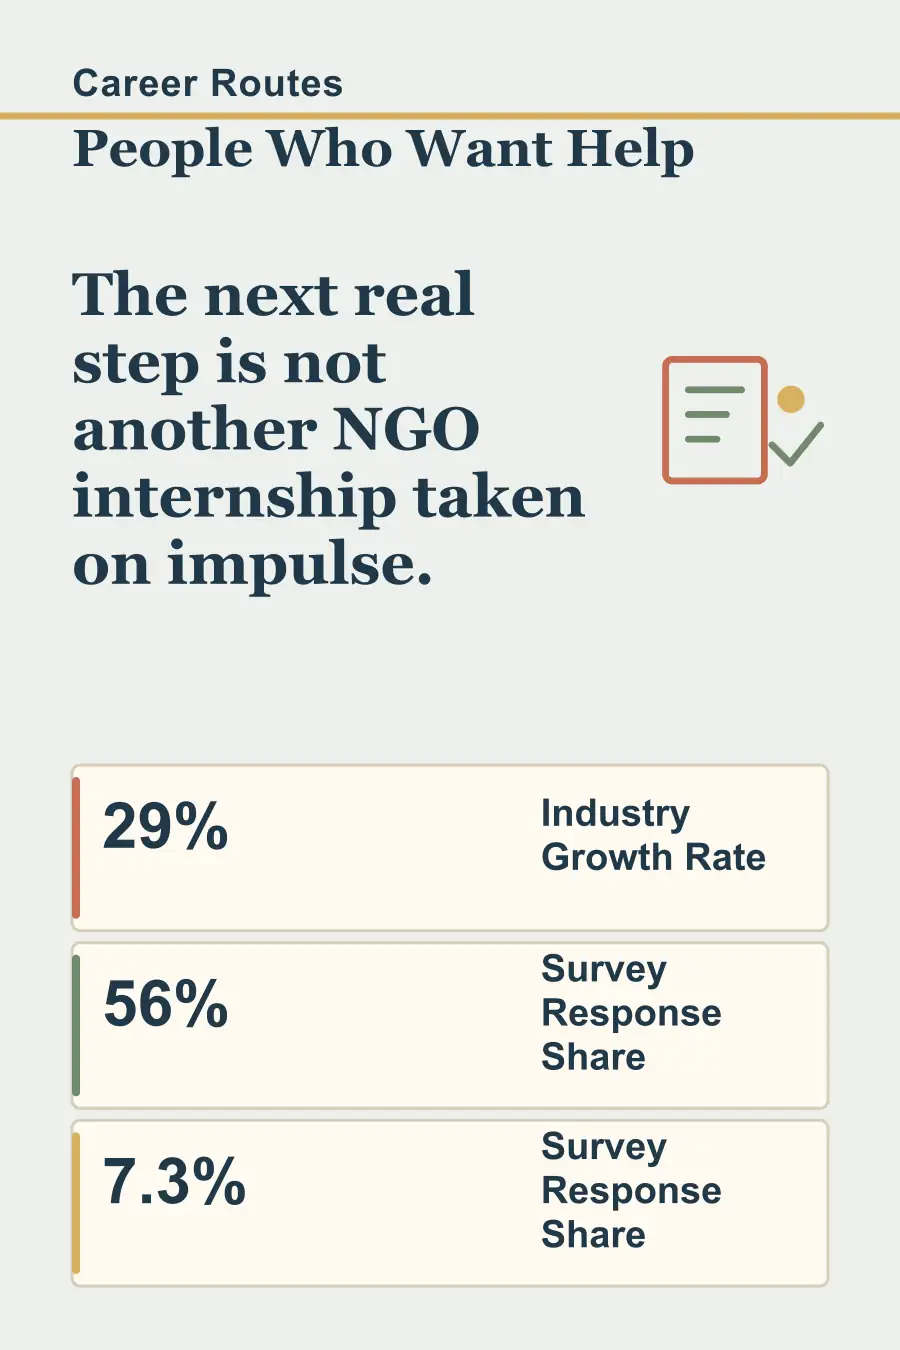 Career Routes
People Who Want Help
The next real
step is not
another NGO
internship taken
on impulse.
29%
Industry
Growth Rate
56%
Survey
Response
Share
7.3%
Survey
Response
Share